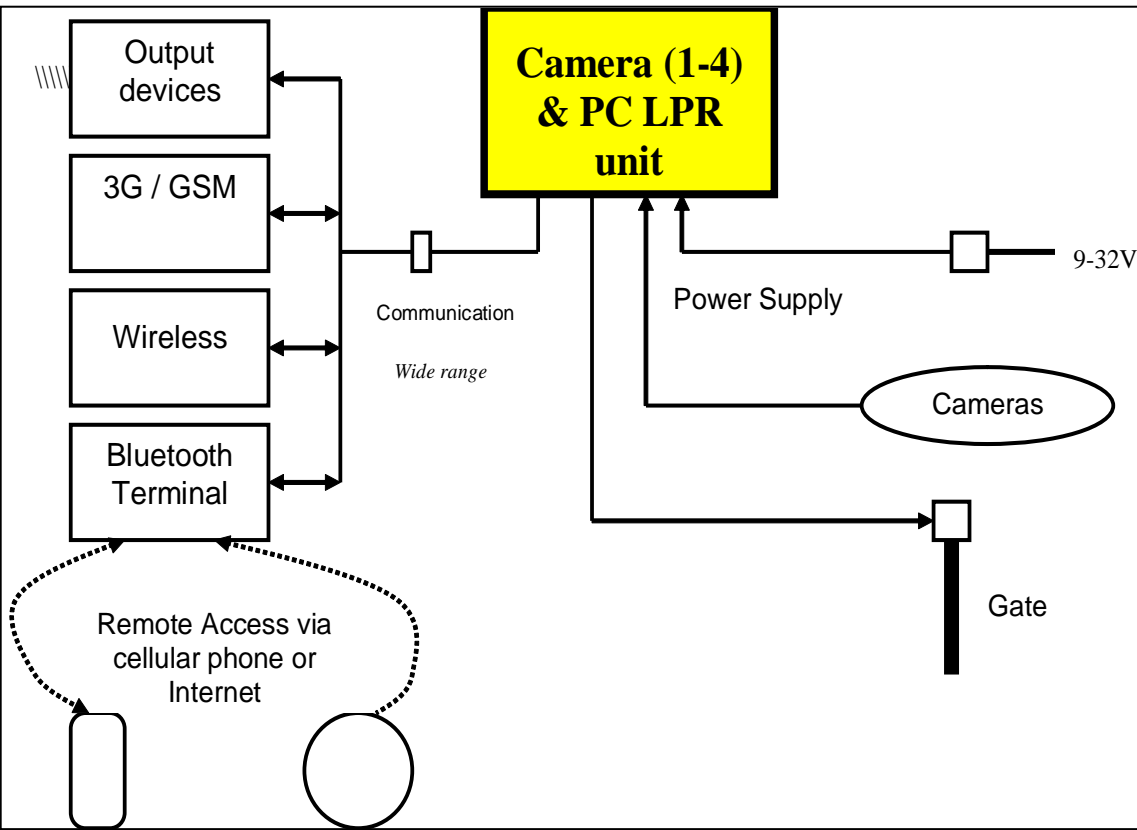 Output
devices
3G / GSM
Wireless
Bluetooth
Terminal
Remote Access via
cellular phone or
Internet
Communication
Wide range
Camera (1-4)
& PC LPR
unit
9-32V
Power Supply
Cameras
Gate